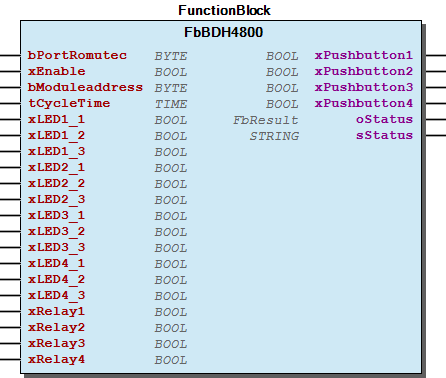 FunctionBlock
FbBDH4800
bPortRomutec BYTE BOOL xPushbutton1
xEnable BOOL BOOL xPushbutton2
bModuleaddress BYTE BOOL xPushbutton3
tCycleTime TIME BOOL xPushbutton4
xLED1_1 BOOL FbResult oStatus
xLED1_2 BOOL STRING sStatus
xLED1_3 BOOL
xLED2_1 BOOL
xLED2_2 BOOL
xLED2_3 BOOL
xLED3_1 BOOL
xLED3_2 BOOL
xLED3_3 BOOL
xLED4_1 BOOL
xLED4_2 BOOL
xLED4_3 BOOL
xRelay1 BOOL
xRelay2 BOOL
xRelay3 BOOL
xRelay4 BOOL